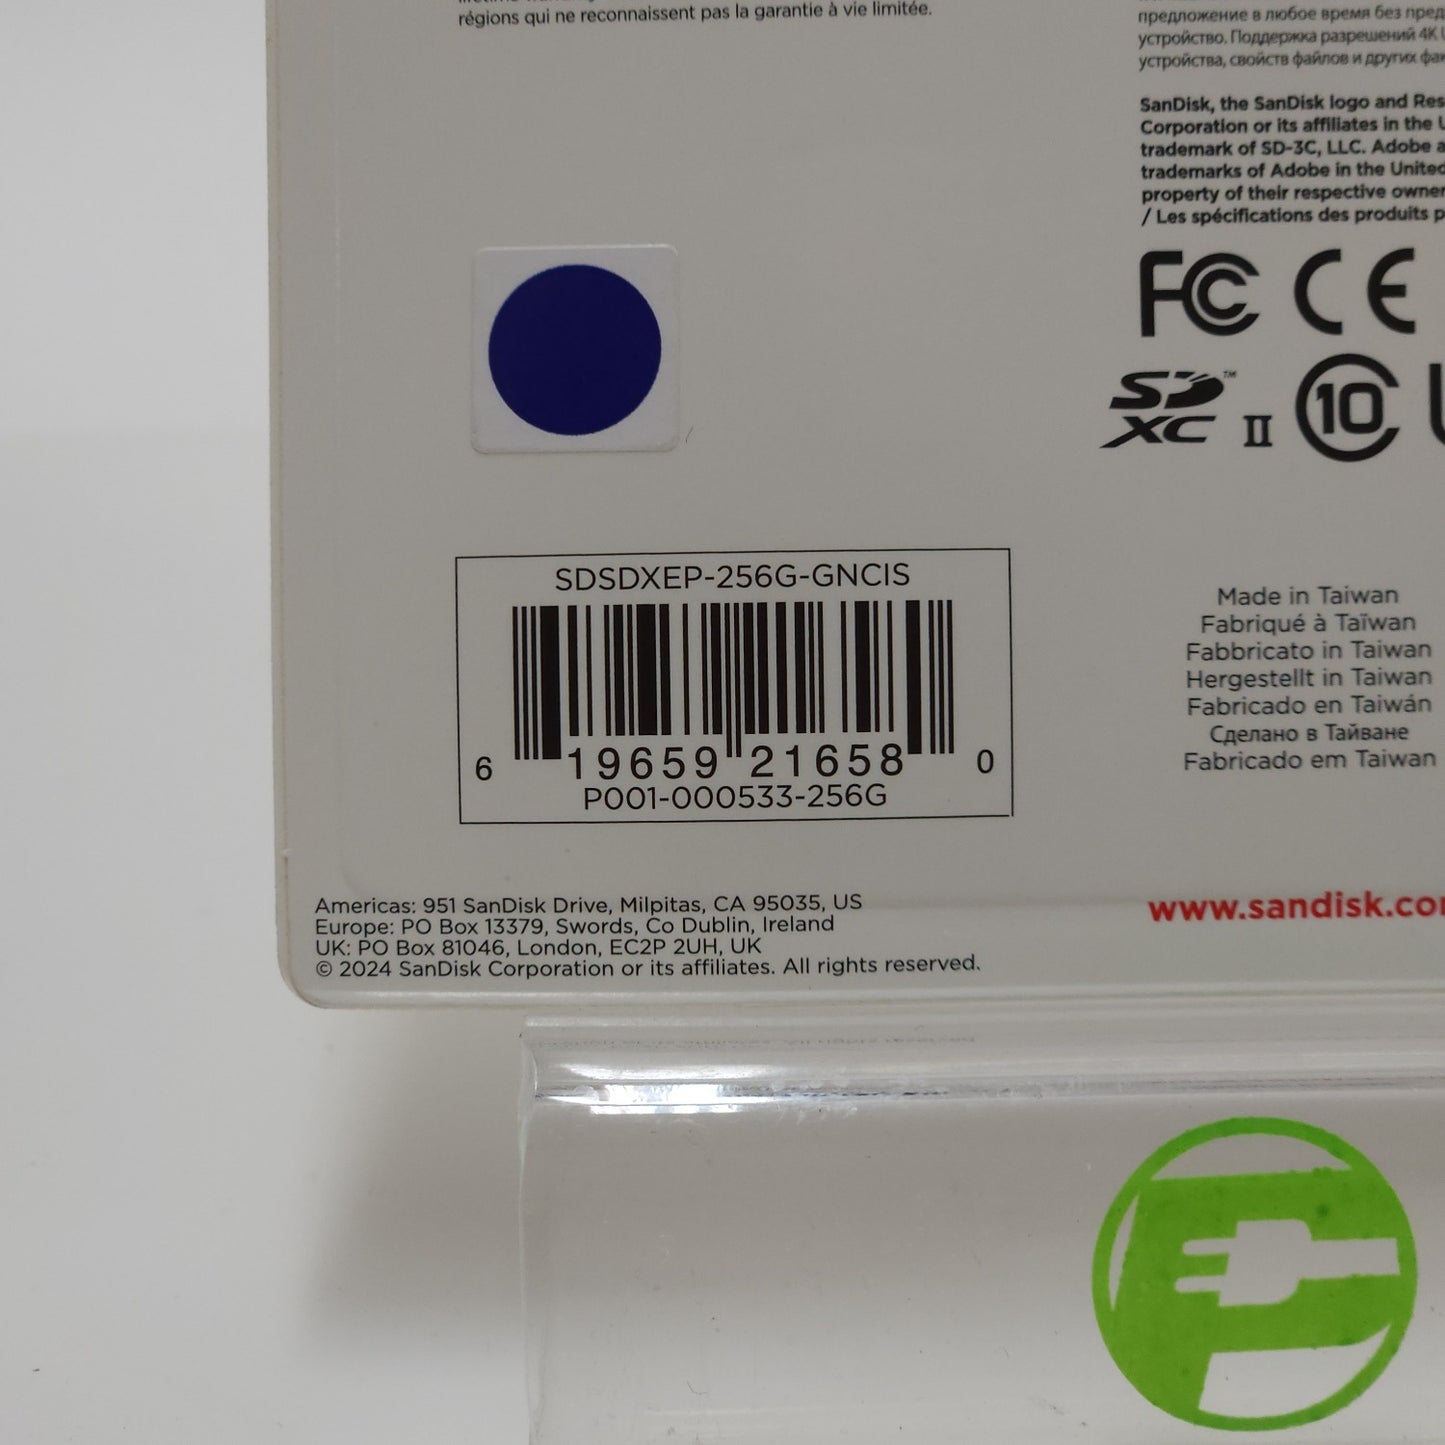 régions qui ne reconnaissent pas la garantie à vie limitée.
предложение в любое время без
устройство. Поддержка разрешений 4K
устройства, свойств файлов и других
SanDisk, the SanDisk logo and
Corporation or its affiliates in the
trademark of SD-3C, LLC. Adobe
trademarks of Adobe in the United
property of their respective
/ Les spécifications des produits
FC CE
SD XC™ II 10
SDSDXEP-256G-GNCIS
6 19659 21658 0
P001-000533-256G
Made in Taiwan
Fabriqué à Taïwan
Fabbricato in Taiwan
Hergestellt in Taiwan
Fabricado en Taiwán
Сделано в Тайване
Fabricado em Taiwan
Americas: 951 SanDisk Drive, Milpitas, CA 95035, US
Europe: PO Box 13379, Swords, Co Dublin, Ireland
UK: PO Box 81046, London, EC2P 2UH, UK
© 2024 SanDisk Corporation or its affiliates. All rights reserved.
www.sandisk.co